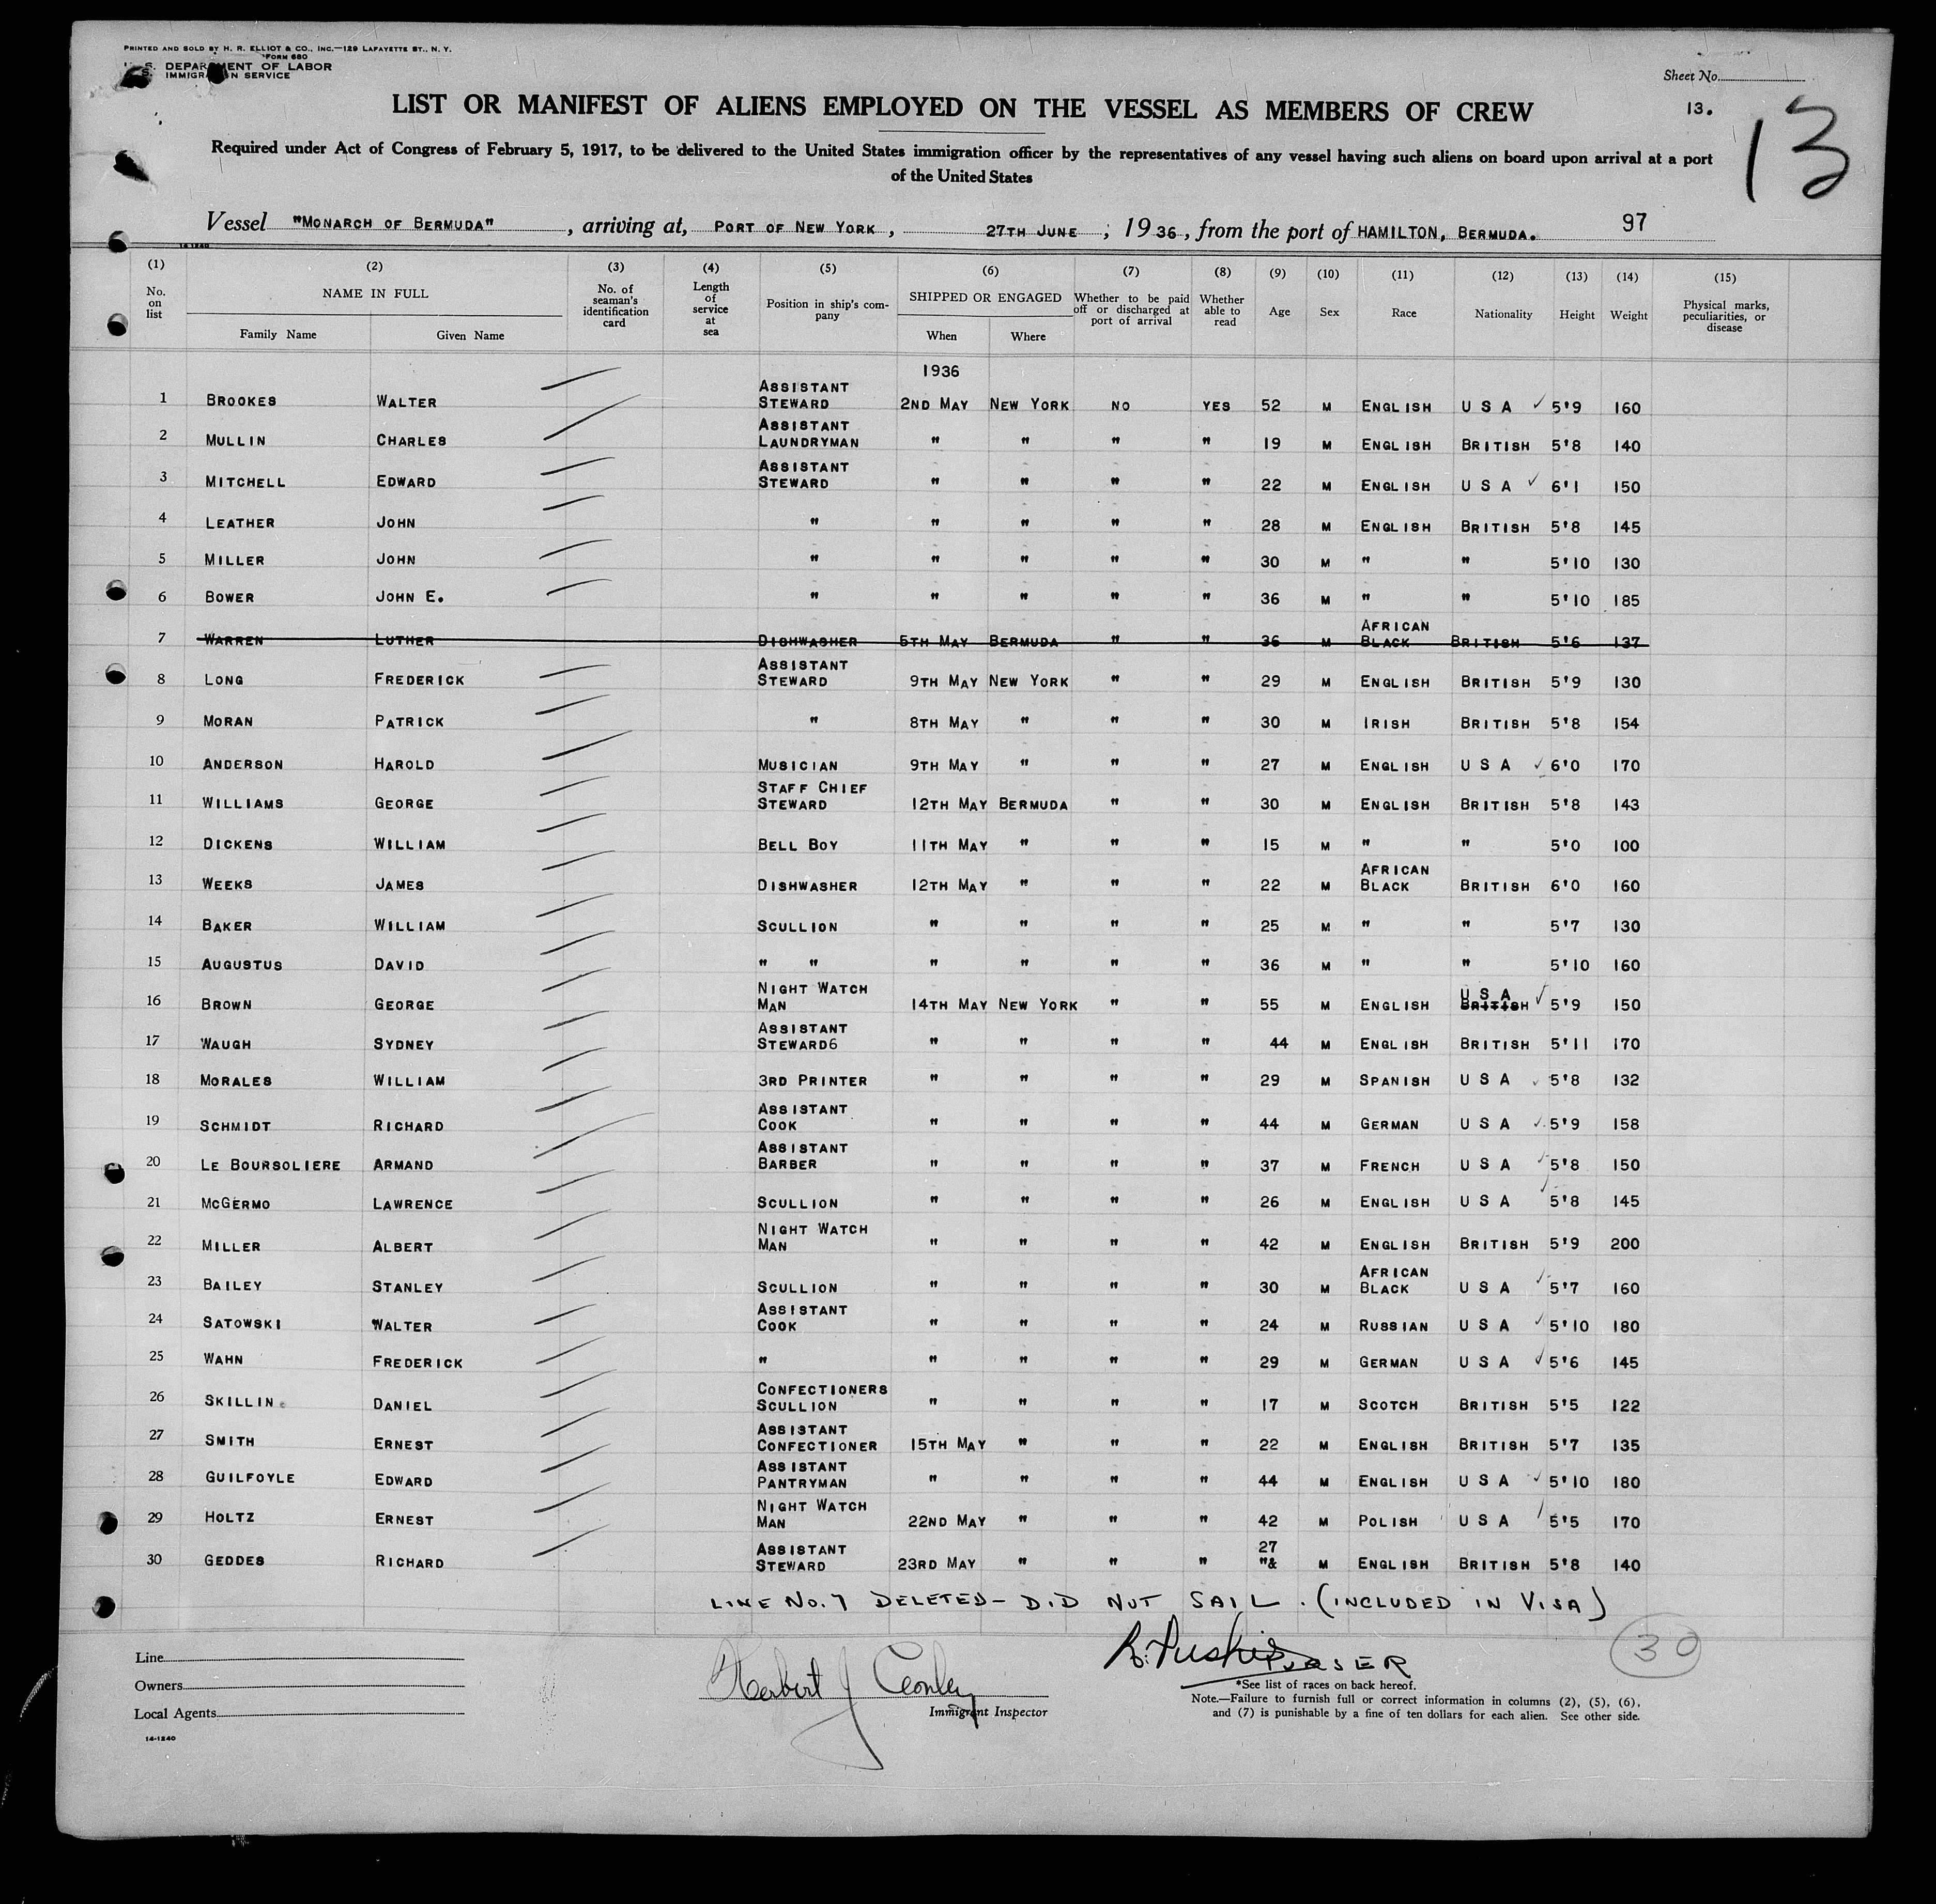 PRINTED AND SOLD BY H. R. ELLIOT & CO., INC.—129 LAFAYETTE ST., N. Y.
FORM 680
U. S. DEPARTMENT OF LABOR
IMMIGRATION SERVICE
Sheet No.
13.
13
LIST OR MANIFEST OF ALIENS EMPLOYED ON THE VESSEL AS MEMBERS OF CREW
Required under Act of Congress of February 5, 1917, to be delivered to the United States immigration officer by the representatives of any vessel having such aliens on board upon arrival at a port
of the United States
Vessel "MONARCH OF BERMUDA", arriving at, PORT OF NEW YORK, 27TH JUNE ; 1936, from the port of HAMILTON, BERMUDA. 97
14-1240
(1) (2) (3) (4) (5) (6) (7) (8) (9) (10) (11) (12) (13) (14) (15)
No. on list NAME IN FULL Family Name Given Name No. of seaman's identification card Length of service at sea Position in ship's company SHIPPED OR ENGAGED When Where Whether to be paid off or discharged at port of arrival Whether able to read Age Sex Race Nationality Height Weight Physical marks, peculiarities, or disease
1936
1 BROOKES WALTER ASSISTANT STEWARD 2ND MAY NEW YORK NO YES 52 M ENGLISH U S A ✓ 5'9 160
2 MULLIN CHARLES ASSISTANT LAUNDRYMAN " " " " 19 M ENGLISH BRITISH 5'8 140
3 MITCHELL EDWARD ASSISTANT STEWARD " " " " 22 M ENGLISH U S A ✓ 6'1 150
4 LEATHER JOHN " " " " " 28 M ENGLISH BRITISH 5'8 145
5 MILLER JOHN " " " " " 30 M " " 5'10 130
6 BOWER JOHN E. " " " " " 36 M " " 5'10 185
7 WARREN LUTHER DISHWASHER 5TH MAY BERMUDA " " 36 M AFRICAN BLACK BRITISH 5'6 137
8 LONG FREDERICK ASSISTANT STEWARD 9TH MAY NEW YORK " " 29 M ENGLISH BRITISH 5'9 130
9 MORAN PATRICK " 8TH MAY " " " 30 M IRISH BRITISH 5'8 154
10 ANDERSON HAROLD MUSICIAN 9TH MAY " " " 27 M ENGLISH U S A ✓ 6'0 170
11 WILLIAMS GEORGE STAFF CHIEF STEWARD 12TH MAY BERMUDA " " 30 M ENGLISH BRITISH 5'8 143
12 DICKENS WILLIAM BELL BOY 11TH MAY " " " 15 M " " 5'0 100
13 WEEKS JAMES DISHWASHER 12TH MAY " " " 22 M AFRICAN BLACK BRITISH 6'0 160
14 BAKER WILLIAM SCULLION " " " " 25 M " " 5'7 130
15 AUGUSTUS DAVID " " " " " " 36 M " " 5'10 160
16 BROWN GEORGE NIGHT WATCH MAN 14TH MAY NEW YORK " " 55 M ENGLISH U S A BRITISH ✓ 5'9 150
17 WAUGH SYDNEY ASSISTANT STEWARD6 " " " " 44 M ENGLISH BRITISH 5'11 170
18 MORALES WILLIAM 3RD PRINTER " " " " 29 M SPANISH U S A ✓ 5'8 132
19 SCHMIDT RICHARD ASSISTANT COOK " " " " 44 M GERMAN U S A ✓ 5'9 158
20 LE BOURSOLIERE ARMAND ASSISTANT BARBER " " " " 37 M FRENCH U S A ✓ 5'8 150
21 MCGERMO LAWRENCE SCULLION " " " " 26 M ENGLISH U S A ✓ 5'8 145
22 MILLER ALBERT NIGHT WATCH MAN " " " " 42 M ENGLISH BRITISH 5'9 200
23 BAILEY STANLEY SCULLION " " " " 30 M AFRICAN BLACK U S A ✓ 5'7 160
24 SATOWSKI WALTER ASSISTANT COOK " " " " 24 M RUSSIAN U S A ✓ 5'10 180
25 WAHN FREDERICK " " " " " 29 M GERMAN U S A ✓ 5'6 145
26 SKILLIN DANIEL CONFECTIONERS SCULLION " " " " 17 M SCOTCH BRITISH 5'5 122
27 SMITH ERNEST ASSISTANT CONFECTIONER 15TH MAY " " " 22 M ENGLISH BRITISH 5'7 135
28 GUILFOYLE EDWARD ASSISTANT PANTRYMAN " " " " 44 M ENGLISH U S A ✓ 5'10 180
29 HOLTZ ERNEST NIGHT WATCH MAN 22ND MAY " " " 42 M POLISH U S A ✓ 5'5 170
30 GEDDES RICHARD ASSISTANT STEWARD 23RD MAY " " " 27 "& M ENGLISH BRITISH 5'8 140
LINE NO. 7 DELETED – DID NOT SAIL. (INCLUDED IN VISA)
30
PURSER
Line
Owners
Local Agents
14-1240
Herbert J Conley
Immigrant Inspector
*See list of races on back hereof.
Note.—Failure to furnish full or correct information in columns (2), (5), (6),
and (7) is punishable by a fine of ten dollars for each alien. See other side.